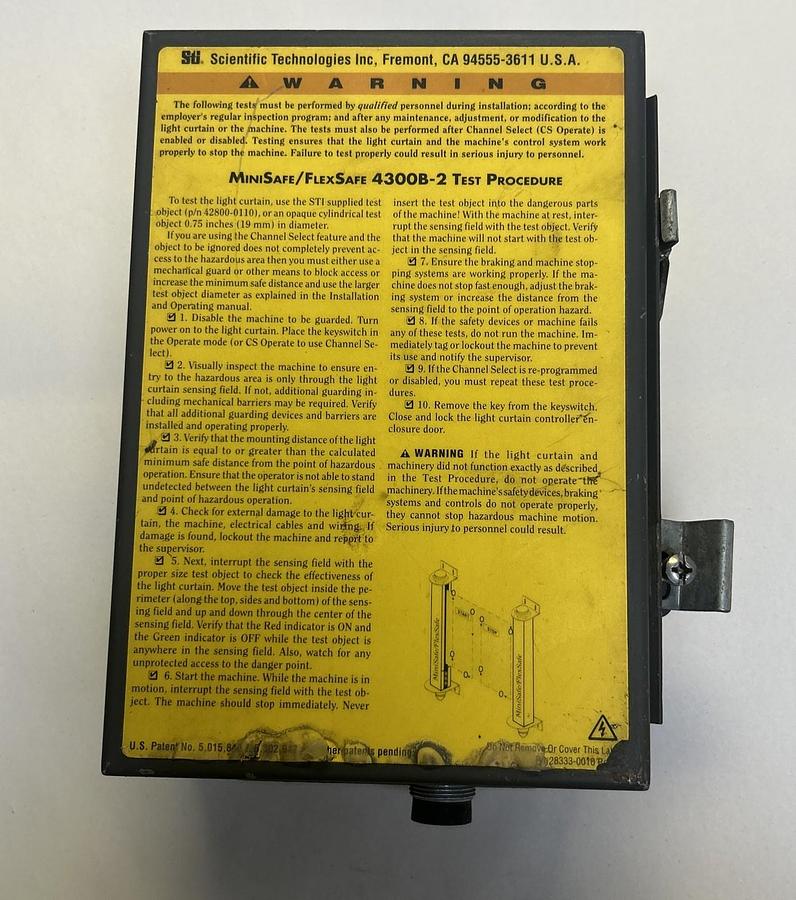 STI Scientific Technologies Inc, Fremont, CA 94555-3611 U.S.A.
WARNING
The following tests must be performed by qualified personnel during installation; according to the
employer's regular inspection program; and after any maintenance, adjustment, or modification to the
light curtain or the machine. The tests must also be performed after Channel Select (CS Operate) is
enabled or disabled. Testing ensures that the light curtain and the machine's control system work
properly to stop the machine. Failure to test properly could result in serious injury to personnel.
MiniSafe/FlexSafe 4300B-2 Test Procedure
To test the light curtain, use the STI supplied test
object (p/n 42800-0110), or an opaque cylindrical test
object 0.75 inches (19 mm) in diameter.
If you are using the Channel Select feature and the
object to be ignored does not completely prevent ac-
cess to the hazardous area then you must either use a
mechanical guard or other means to block access or
increase the minimum safe distance and use the larger
test object diameter as explained in the Installation
and Operating manual.
☑ 1. Disable the machine to be guarded. Turn
power on to the light curtain. Place the keyswitch in
the Operate mode (or CS Operate to use Channel Se-
lect).
☑ 2. Visually inspect the machine to ensure en-
try to the hazardous area is only through the light
curtain sensing field. If not, additional guarding in-
cluding mechanical barriers may be required. Verify
that all additional guarding devices and barriers are
installed and operating properly.
☑ 3. Verify that the mounting distance of the light
curtain is equal to or greater than the calculated
minimum safe distance from the point of hazardous
operation. Ensure that the operator is not able to stand
undetected between the light curtain's sensing field
and point of hazardous operation.
☑ 4. Check for external damage to the light cur-
tain, the machine, electrical cables and wiring. If
damage is found, lockout the machine and report to
the supervisor.
☑ 5. Next, interrupt the sensing field with the
proper size test object to check the effectiveness of
the light curtain. Move the test object inside the pe-
rimeter (along the top, sides and bottom) of the sens-
ing field and up and down through the center of the
sensing field. Verify that the Red indicator is ON and
the Green indicator is OFF while the test object is
anywhere in the sensing field. Also, watch for any
unprotected access to the danger point.
☑ 6. Start the machine. While the machine is in
motion, interrupt the sensing field with the test ob-
ject. The machine should stop immediately. Never
insert the test object into the dangerous parts
of the machine! With the machine at rest, inter-
rupt the sensing field with the test object. Verify
that the machine will not start with the test ob-
ject in the sensing field.
☑ 7. Ensure the braking and machine stop-
ping systems are working properly. If the ma-
chine does not stop fast enough, adjust the brak-
ing system or increase the distance from the
sensing field to the point of operation hazard.
☑ 8. If the safety devices or machine fails
any of these tests, do not run the machine. Im-
mediately tag or lockout the machine to prevent
its use and notify the supervisor.
☑ 9. If the Channel Select is re-programmed
or disabled, you must repeat these test proce-
dures.
☑ 10. Remove the key from the keyswitch.
Close and lock the light curtain controller en-
closure door.
WARNING If the light curtain and
machinery did not function exactly as described
in the Test Procedure, do not operate the
machinery. If the machine's safety devices, braking
systems and controls do not operate properly,
they cannot stop hazardous machine motion.
Serious injury to personnel could result.
MiniSafe/FlexSafe
MiniSafe/FlexSafe
U.S. Patent No. 5,015,8 patents pending
Do Not Remove Or Cover This
28333-0010